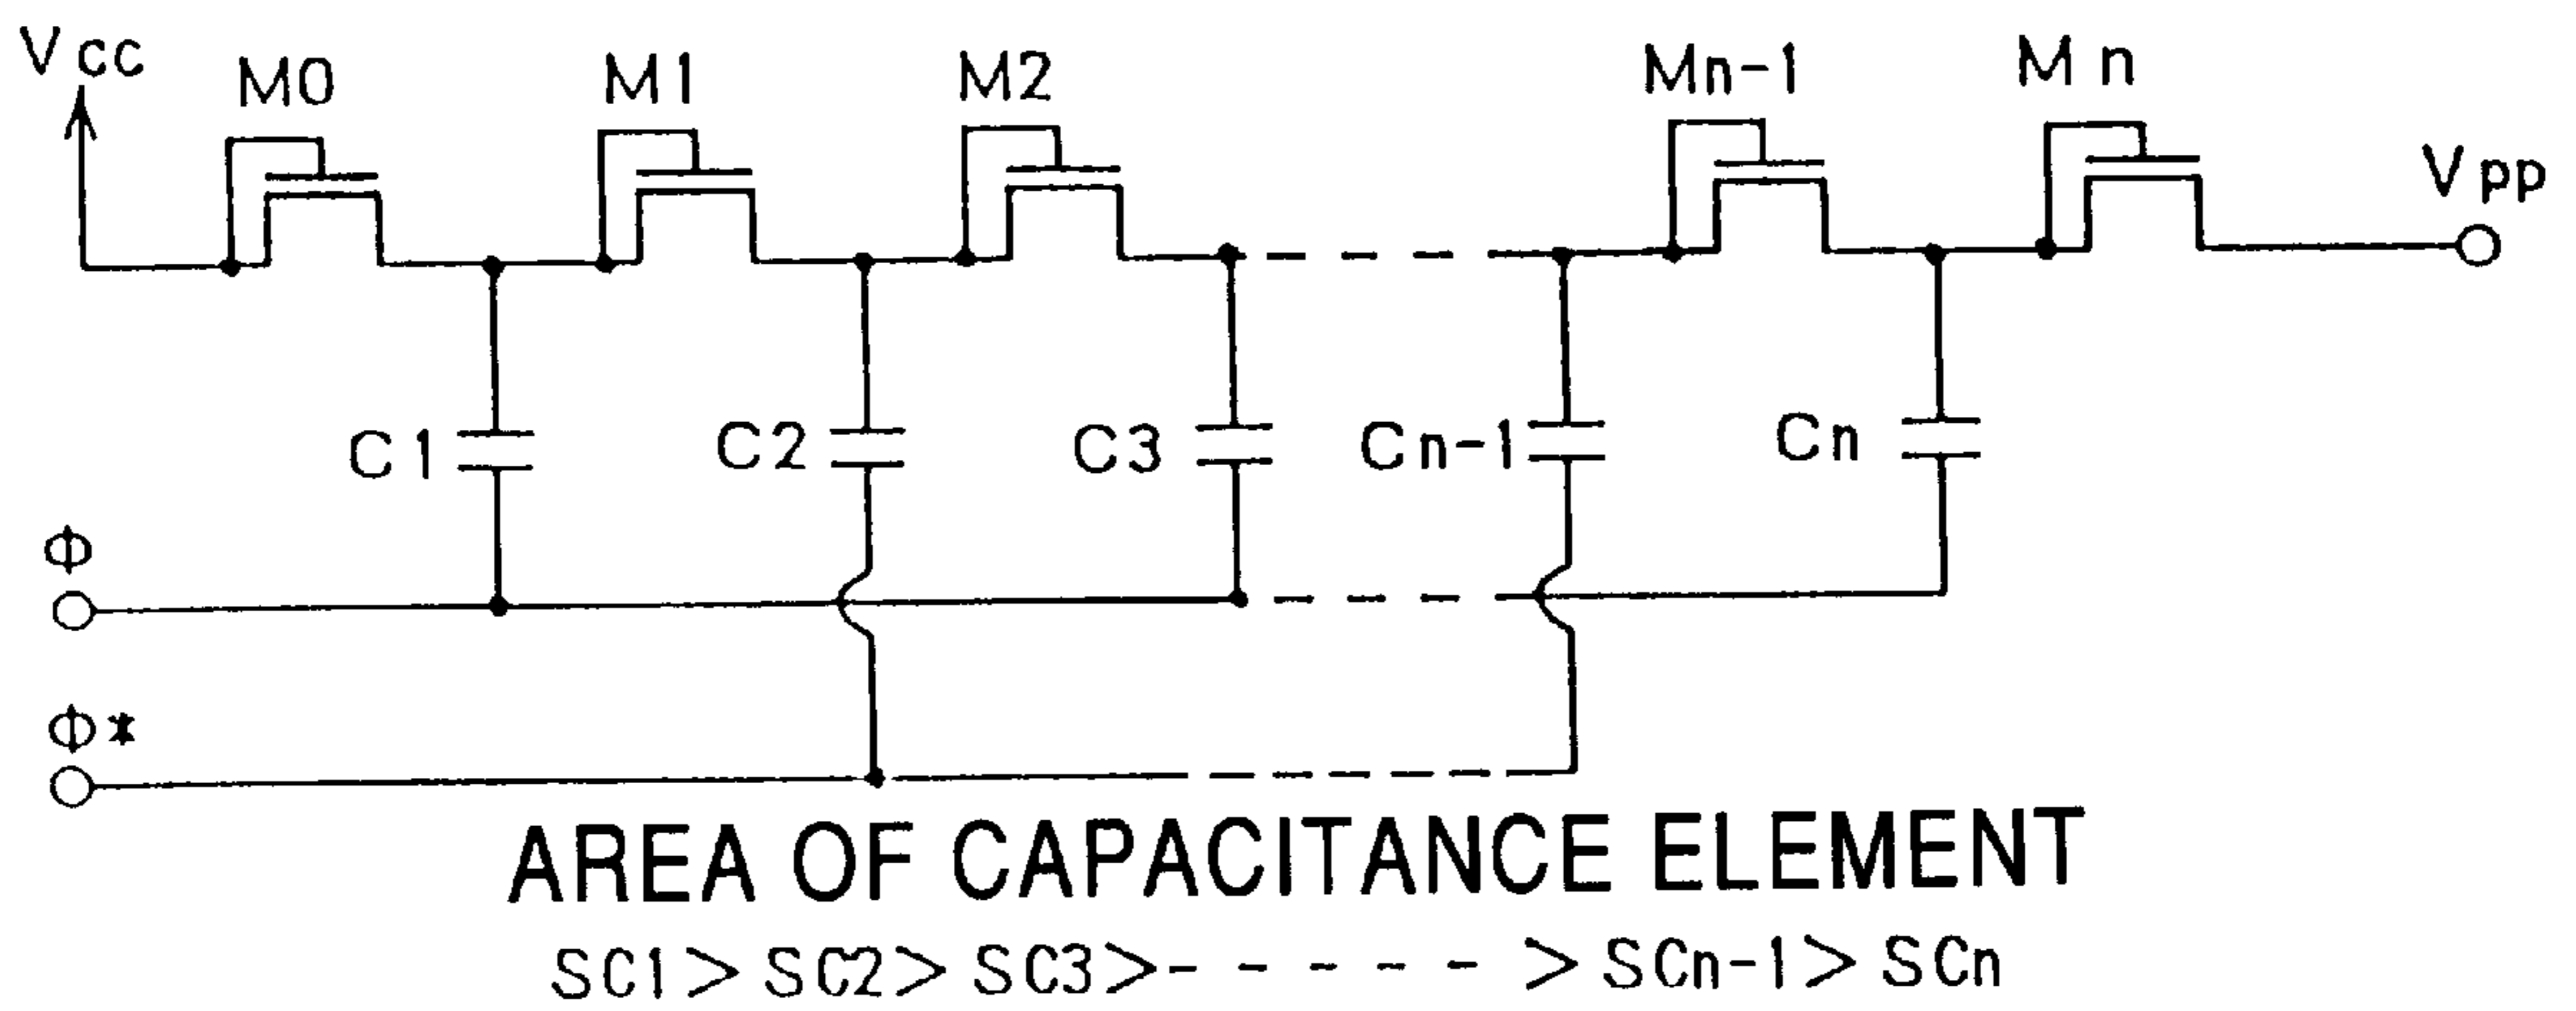 Vcc
M0
M1
M2
Mn-1
Mn
Vpp
C1
C2
C3
Cn-1
Cn
Φ
Φ*
AREA OF CAPACITANCE ELEMENT
SC1> SC2> SC3>- - - - - >SCn-1> SCn